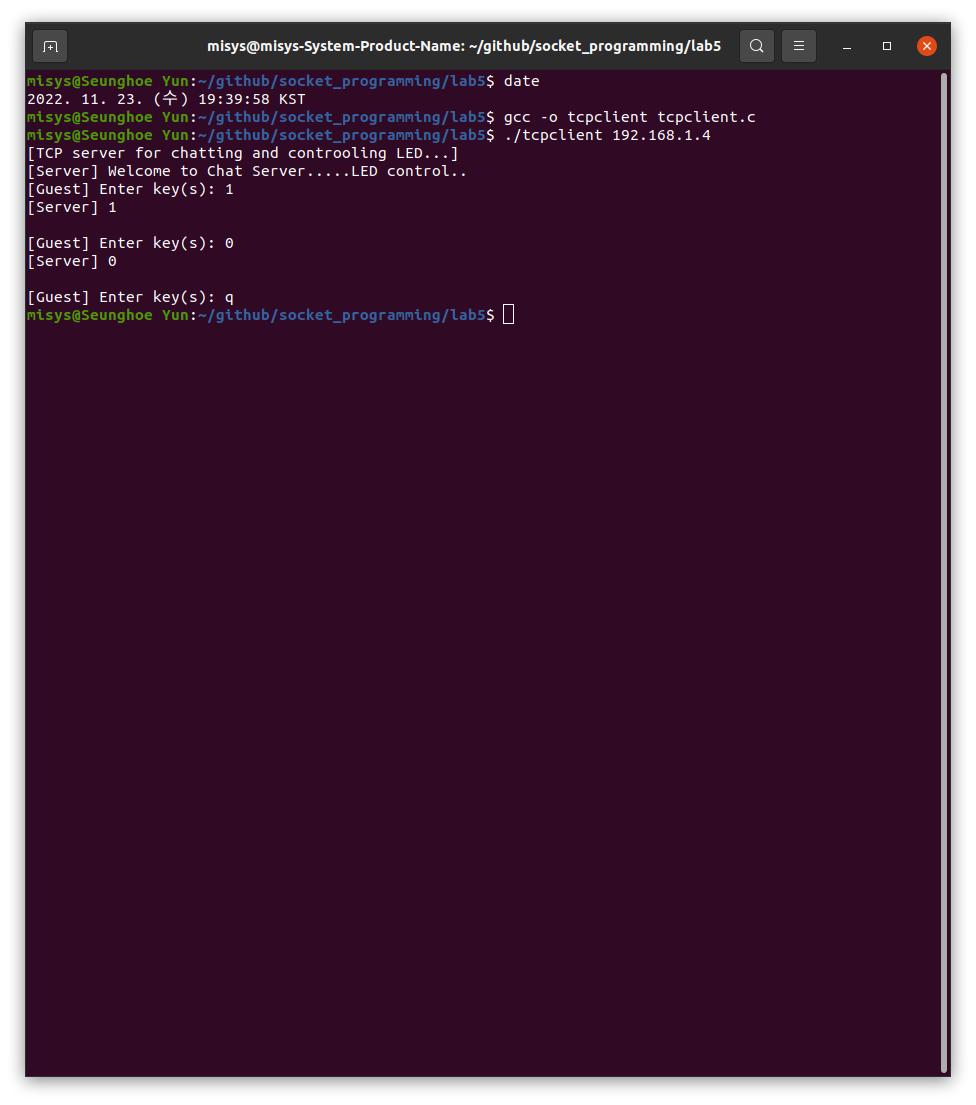 misys@misys-System-Product-Name: ~/github/socket_programming/lab5
misys@Seunghoe Yun:~/github/socket_programming/lab5$ date
2022. 11. 23. (수) 19:39:58 KST
misys@Seunghoe Yun:~/github/socket_programming/lab5$ gcc -o tcpclient tcpclient.c
misys@Seunghoe Yun:~/github/socket_programming/lab5$ ./tcpclient 192.168.1.4
[TCP server for chatting and controoling LED...]
[Server] Welcome to Chat Server.....LED control..
[Guest] Enter key(s): 1
[Server] 1
[Guest] Enter key(s): 0
[Server] 0
[Guest] Enter key(s): q
misys@Seunghoe Yun:~/github/socket_programming/lab5$